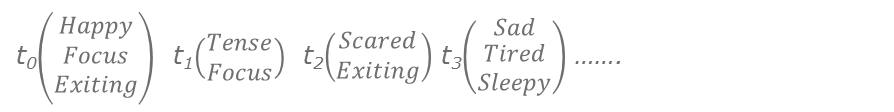 t0 (Happy Focus Exiting) t1 (Tense Focus) t2 (Scared Exiting) t3 (Sad Tired Sleepy) .......